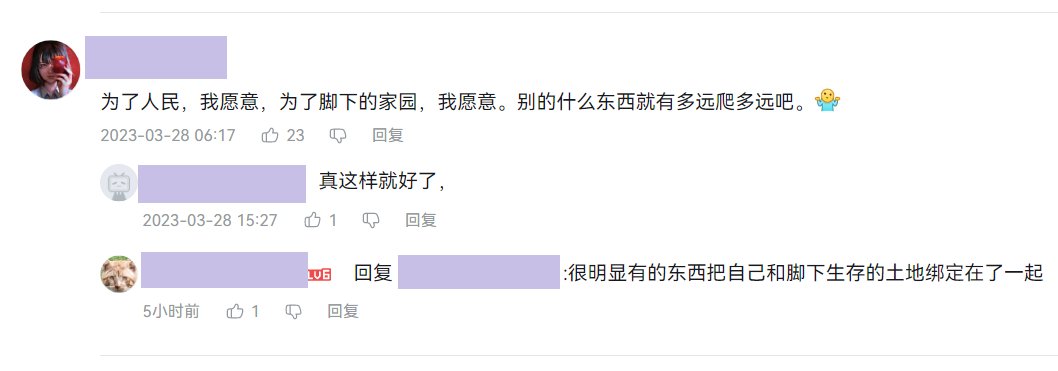 为了人民，我愿意，为了脚下的家园，我愿意。别的什么东西就有多远爬多远吧。🤷
2023-03-28 06:17 23 回复
真这样就好了，
2023-03-28 15:27 1 回复
LV6 回复 :很明显有的东西把自己和脚下生存的土地绑定在了一起
5小时前 1 回复